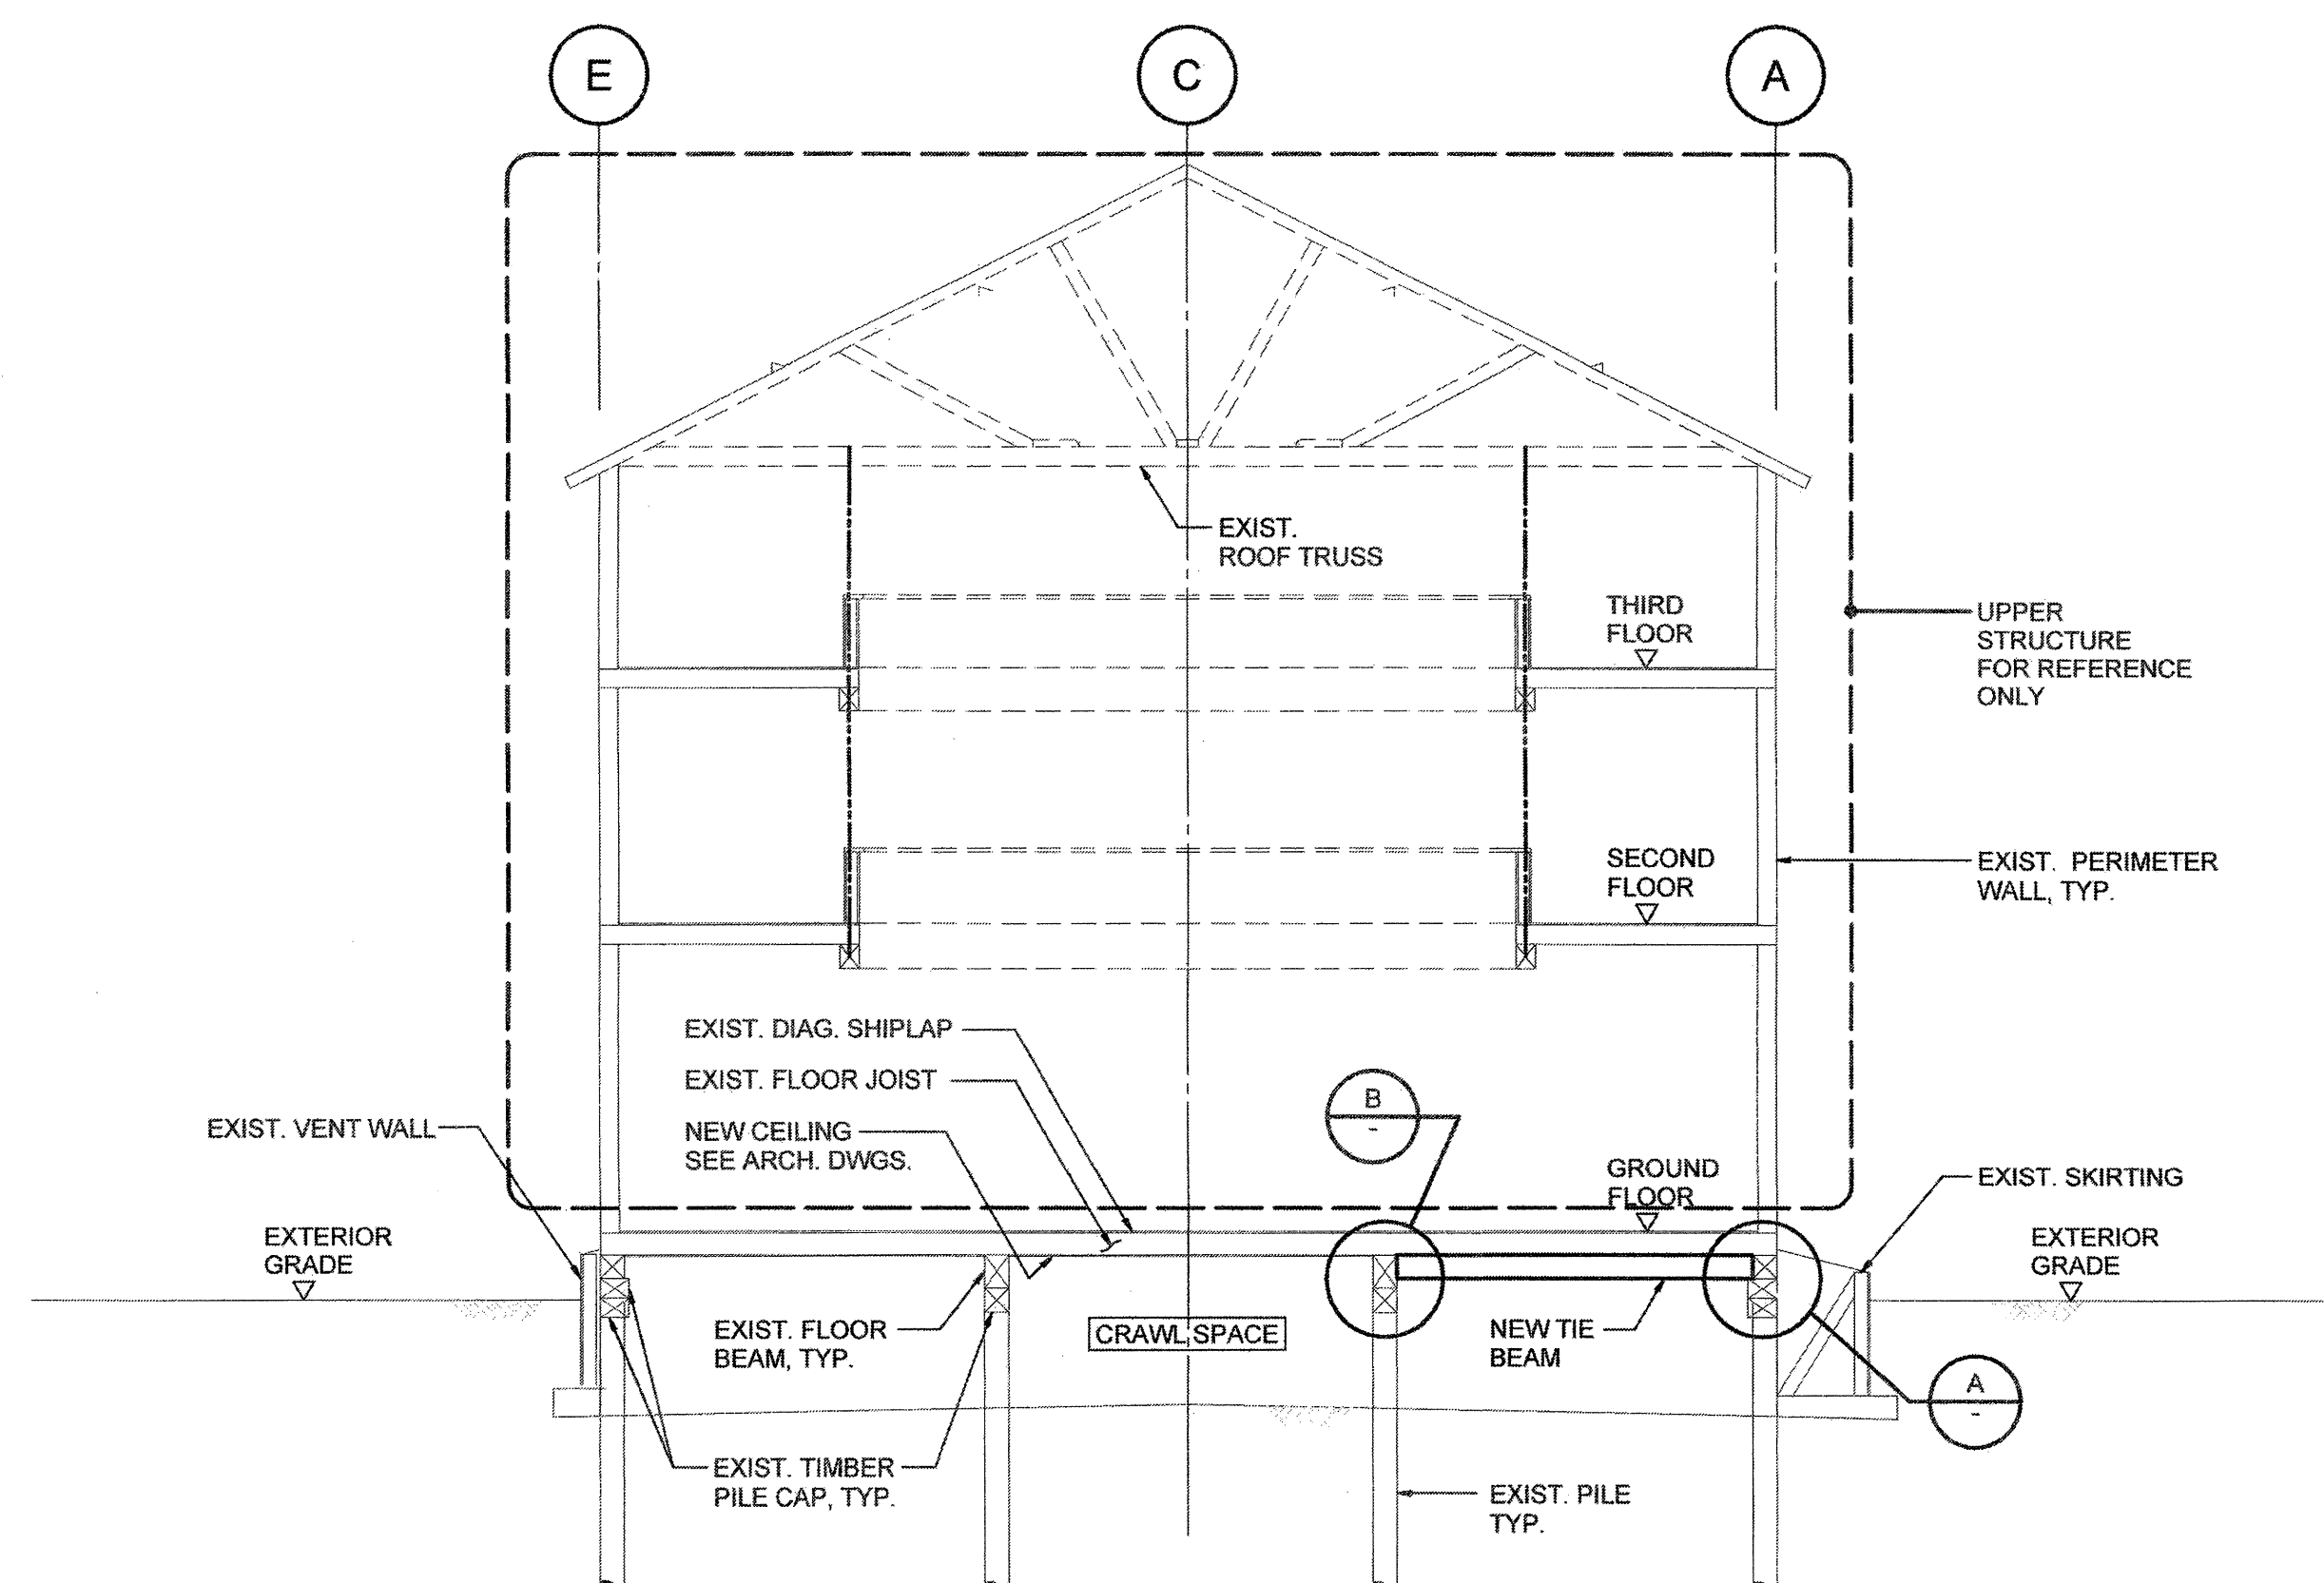 E
C
A
EXIST.
ROOF TRUSS
THIRD
FLOOR
UPPER
STRUCTURE
FOR REFERENCE
ONLY
SECOND
FLOOR
EXIST. PERIMETER
WALL, TYP.
EXIST. DIAG. SHIPLAP
EXIST. FLOOR JOIST
NEW CEILING
SEE ARCH. DWGS.
EXIST. VENT WALL
B
-
GROUND
FLOOR
EXIST. SKIRTING
EXTERIOR
GRADE
EXTERIOR
GRADE
EXIST. FLOOR
BEAM, TYP.
CRAWL SPACE
NEW TIE
BEAM
A
-
EXIST. TIMBER
PILE CAP, TYP.
EXIST. PILE
TYP.